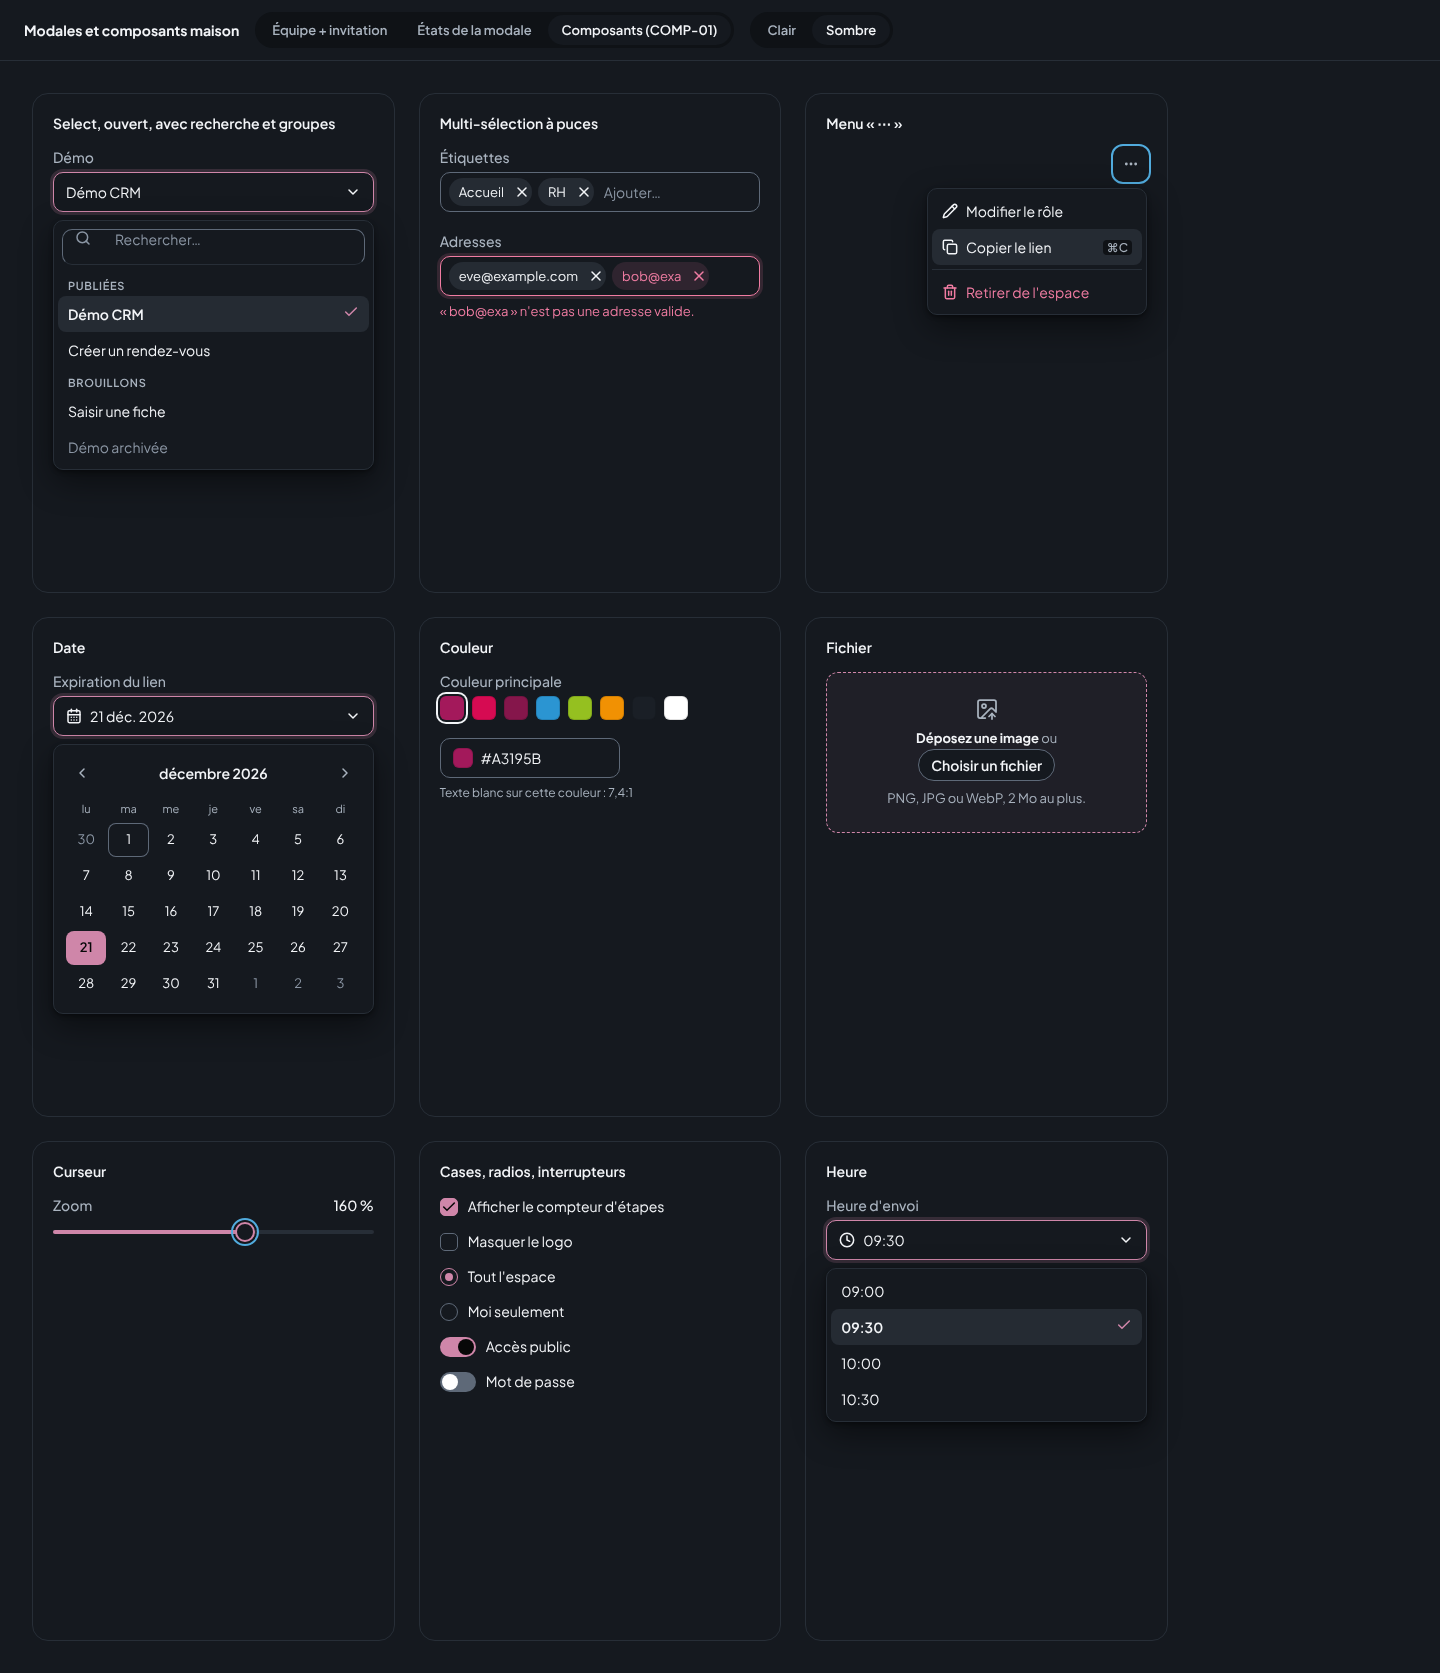 Modales et composants maison
Équipe + invitation
États de la modale
Composants (COMP-01)
Clair
Sombre
Select, ouvert, avec recherche et groupes
Démo
Démo CRM
Rechercher…
PUBLIÉES
Démo CRM
Créer un rendez-vous
BROUILLONS
Saisir une fiche
Démo archivée
Multi-sélection à puces
Étiquettes
Accueil
RH
Ajouter…
Adresses
eve@example.com
bob@exa
« bob@exa » n'est pas une adresse valide.
Menu « ··· »
Modifier le rôle
Copier le lien ⌘C
Retirer de l'espace
Date
Expiration du lien
21 déc. 2026
décembre 2026
lu ma me je ve sa di
30 1 2 3 4 5 6
7 8 9 10 11 12 13
14 15 16 17 18 19 20
21 22 23 24 25 26 27
28 29 30 31 1 2 3
Couleur
Couleur principale
#A3195B
Texte blanc sur cette couleur : 7,4:1
Fichier
Déposez une image ou
Choisir un fichier
PNG, JPG ou WebP, 2 Mo au plus.
Curseur
Zoom 160 %
Cases, radios, interrupteurs
Afficher le compteur d'étapes
Masquer le logo
Tout l'espace
Moi seulement
Accès public
Mot de passe
Heure
Heure d'envoi
09:30
09:00
09:30
10:00
10:30